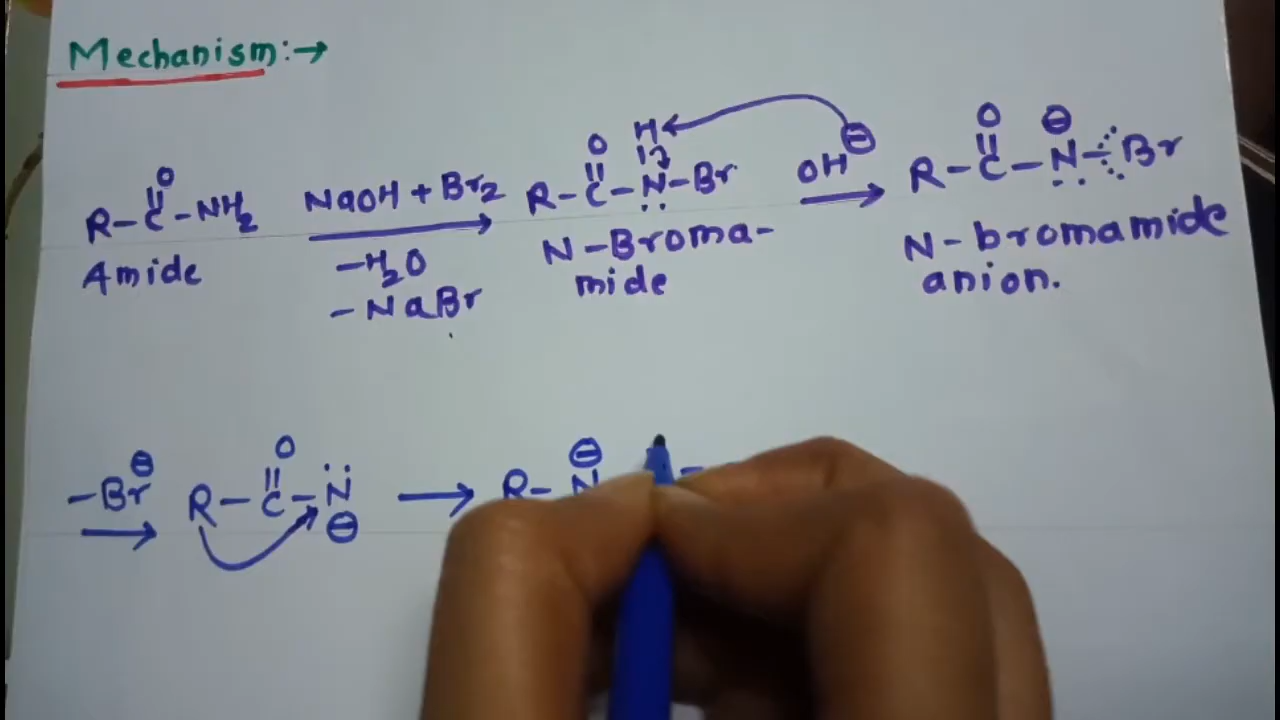 Mechanism:→
R-C(=O)-NH₂ NaOH + Br₂ → R-C(=O)-N(H)-Br OH⊖ → R-C(=O)-N⊖-Br
Amide -H₂O N-Broma- N-bromamide
-NaBr mide anion.
-Br⊖ → R-C(=O)-N⊖ → R-N⊖